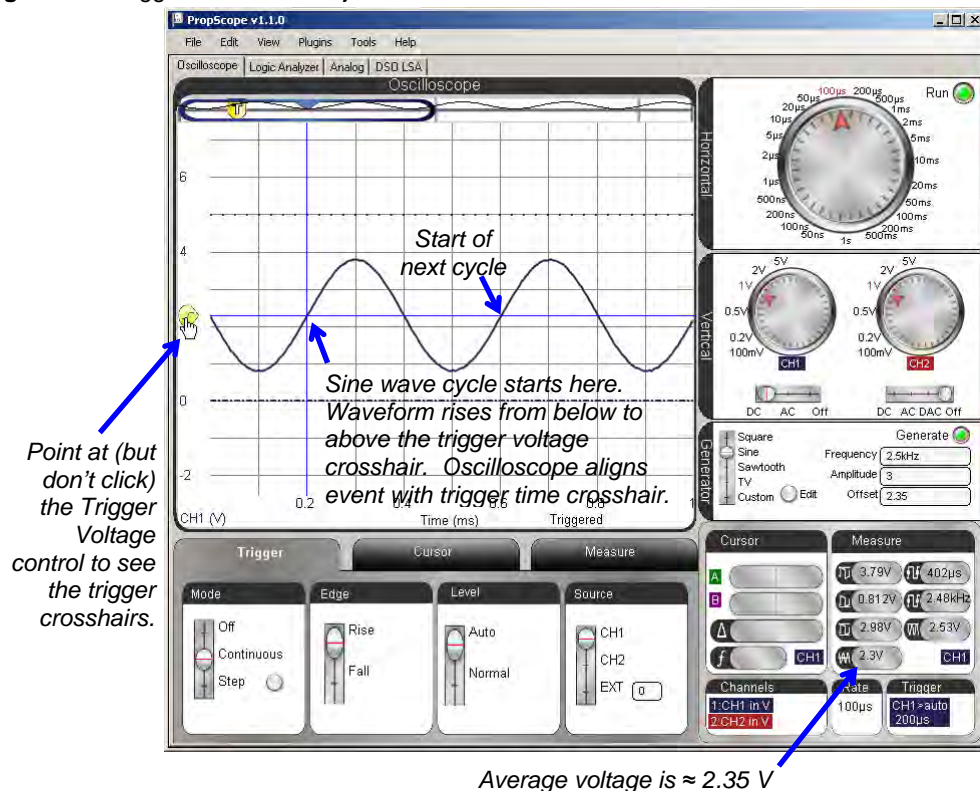 PropScope v1.1.0
File Edit View Plugins Tools Help
Oscilloscope Logic Analyzer Analog DSO LSA
Oscilloscope
T
6
4
0
-2
0.2 0.4 0.6 0.8 1
CH1 (V) Time (ms) Triggered
Start of
next cycle
Sine wave cycle starts here.
Waveform rises from below to
above the trigger voltage
crosshair. Oscilloscope aligns
event with trigger time crosshair.
Point at (but
don't click)
the Trigger
Voltage
control to see
the trigger
crosshairs.
Horizontal
Run
50ns
100ns
200ns
500ns
1µs
2µs
5µs
10µs
20µs
50µs
100µs
200µs
500µs
1ms
2ms
5ms
10ms
20ms
50ms
100ms
200ms
500ms
1s
Vertical
5V
2V
1V
0.5V
0.2V
100mV
CH1
DC AC Off
5V
2V
1V
0.5V
0.2V
100mV
CH2
DC AC DAC Off
Generator
Square
Sine
Sawtooth
TV
Custom Edit
Generate
Frequency 2.5kHz
Amplitude 3
Offset 2.35
Trigger Cursor Measure
Mode
Off
Continuous
Step
Edge
Rise
Fall
Level
Auto
Normal
Source
CH1
CH2
EXT 0
Cursor
A
B
Δ
f CH1
Measure
3.79V 402µs
0.812V 2.48kHz
2.98V 2.53V
2.3V CH1
Channels
1:CH1 in V
2:CH2 in V
Rate
100µs
Trigger
CH1>auto
200µs
Average voltage is ≈ 2.35 V